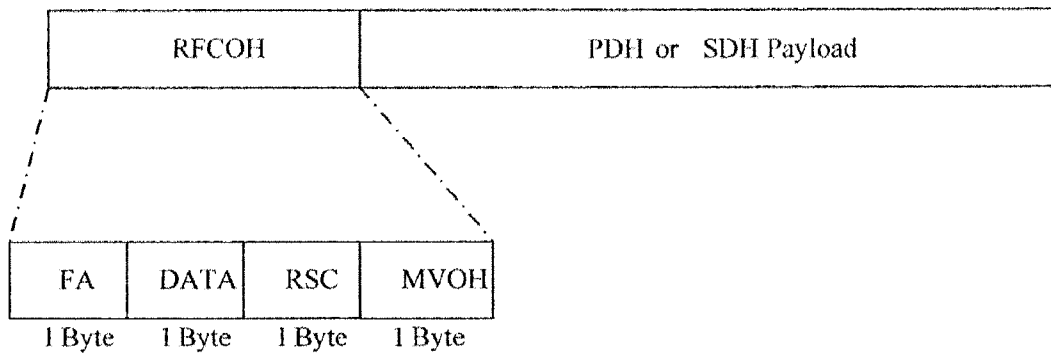 RFCOH PDH or SDH Payload
FA DATA RSC MVOH
1 Byte 1 Byte 1 Byte 1 Byte